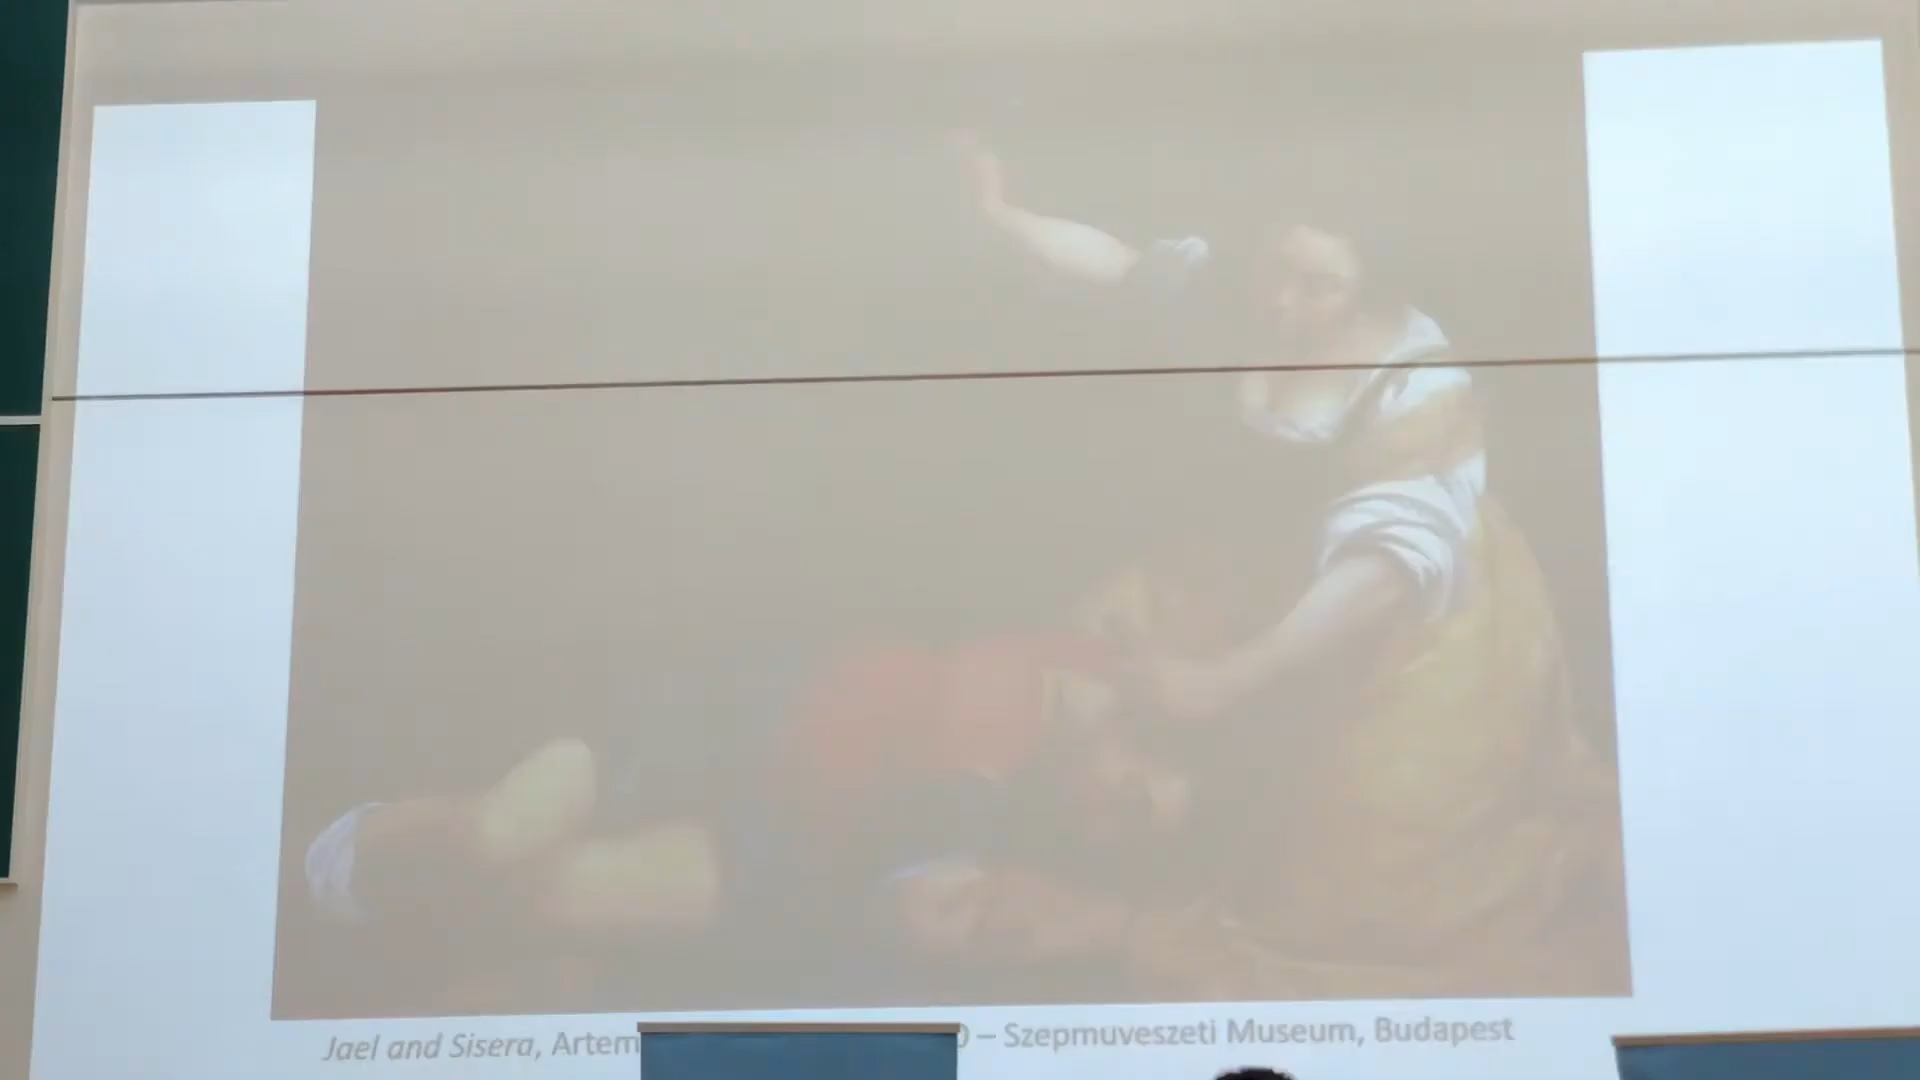 Jael and Sisera, Artem – Szepmuveszeti Museum, Budapest